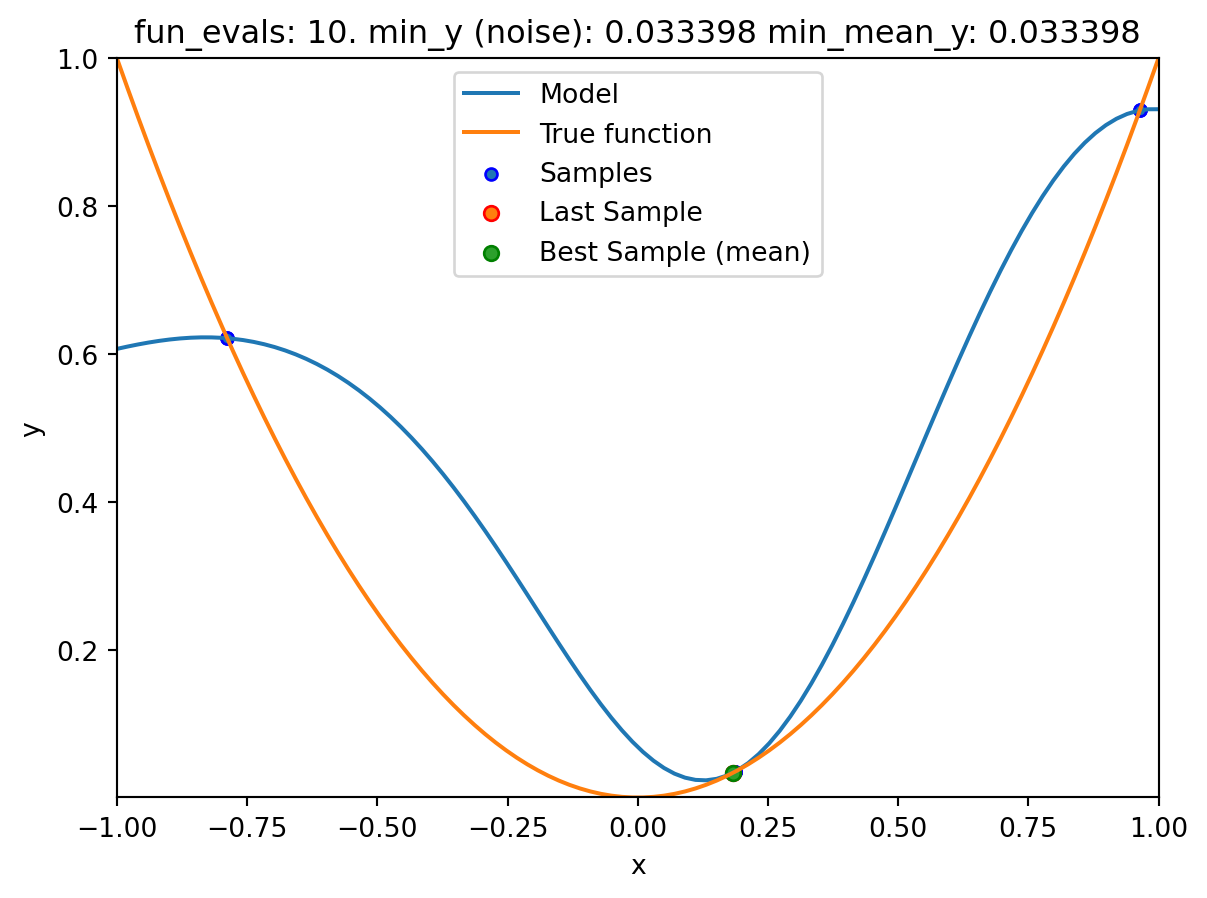 fun_evals: 10. min_y (noise): 0.033398 min_mean_y: 0.033398
Model
True function
Samples
Last Sample
Best Sample (mean)
1.0
0.8
0.6
0.4
0.2
y
−1.00 −0.75 −0.50 −0.25 0.00 0.25 0.50 0.75 1.00
x